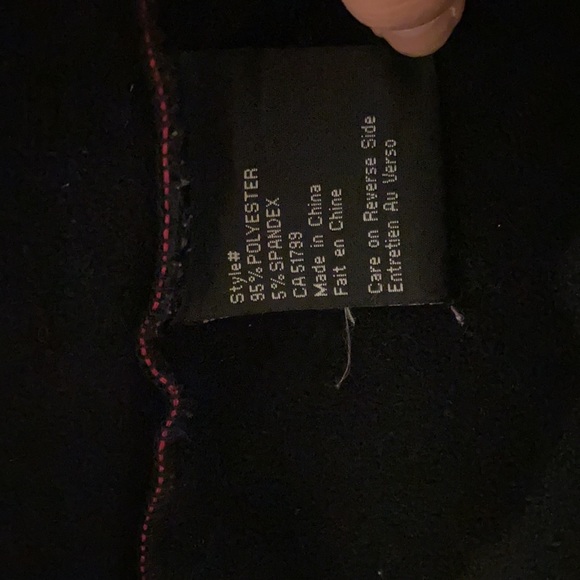 Style#
95% POLYESTER
5% SPANDEX
CA 51799
Made in China
Fait en Chine
Care on Reverse Side
Entretien Au Verso